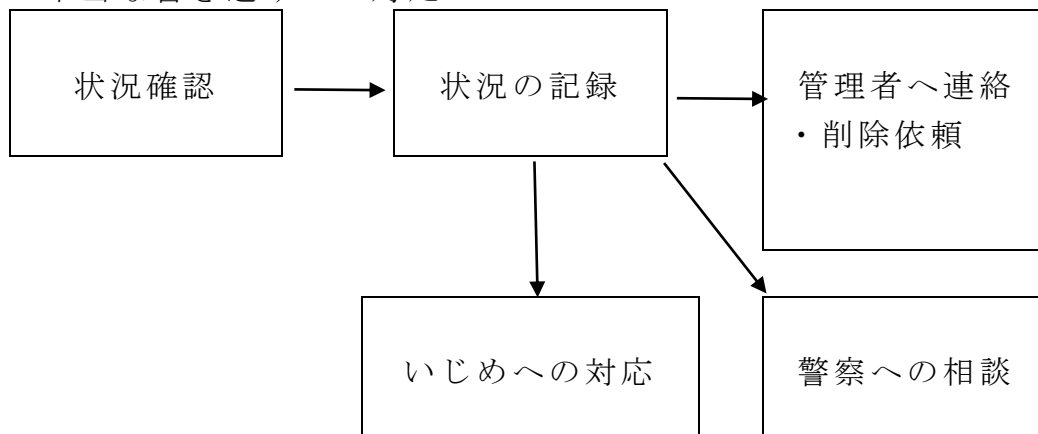 状況確認
状況の記録
管理者へ連絡
・削除依頼
いじめへの対応
警察への相談